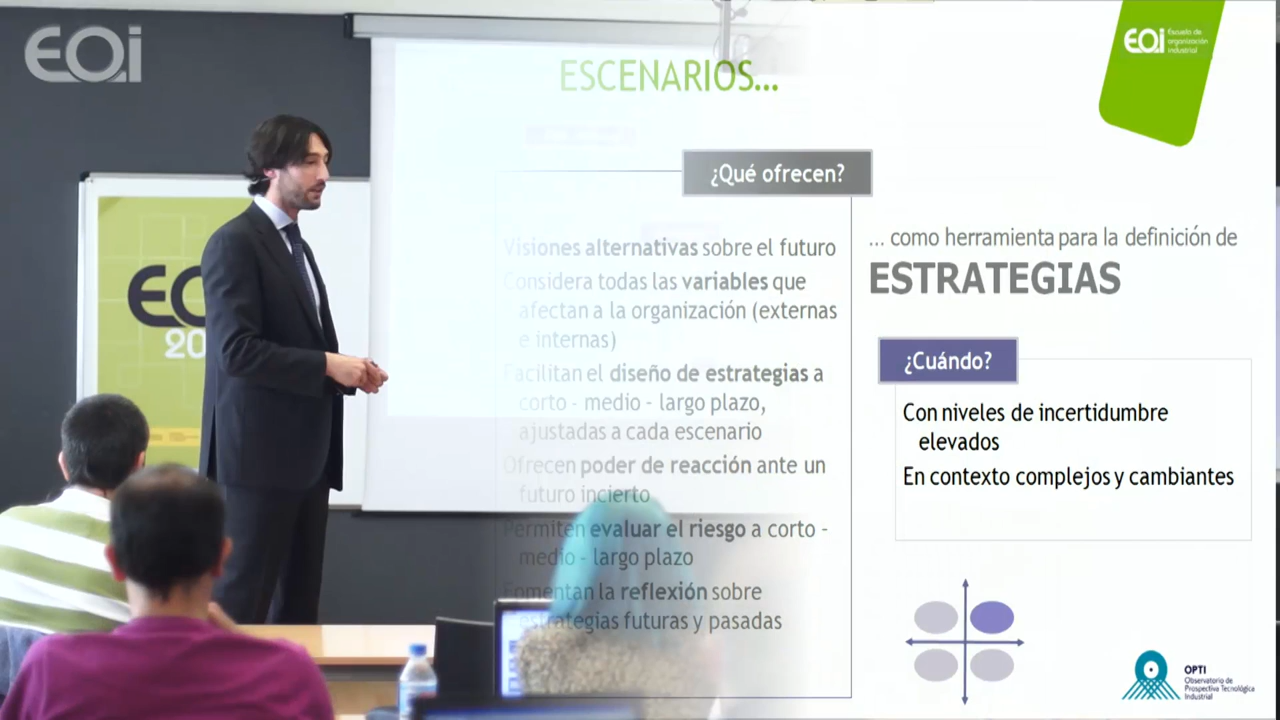 EOi
ESCENARIOS...
EOi Escuela de
organización
industrial
¿Qué ofrecen?
Visiones alternativas sobre el futuro
Considera todas las variables que
afectan a la organización (externas
e internas)
Facilitan el diseño de estrategias a
corto - medio - largo plazo,
ajustadas a cada escenario
Ofrecen poder de reacción ante un
futuro incierto
Permiten evaluar el riesgo a corto -
medio - largo plazo
Fomentan la reflexión sobre
estrategias futuras y pasadas
... como herramienta para la definición de
ESTRATEGIAS
¿Cuándo?
Con niveles de incertidumbre
elevados
En contexto complejos y cambiantes
EO
20
OPTI
Observatorio de
Prospectiva Tecnológica
Industrial